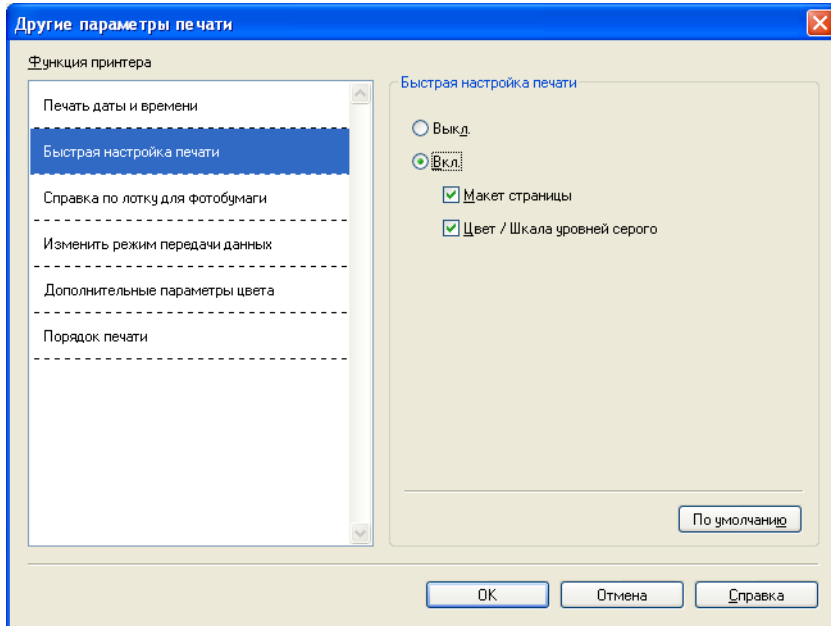 Другие параметры печати
Функция принтера
Печать даты и времени
Быстрая настройка печати
Справка по лотку для фотобумаги
Изменить режим передачи данных
Дополнительные параметры цвета
Порядок печати
Быстрая настройка печати
Выкл.
Вкл.
Макет страницы
Цвет / Шкала уровней серого
По умолчанию
OK
Отмена
Справка